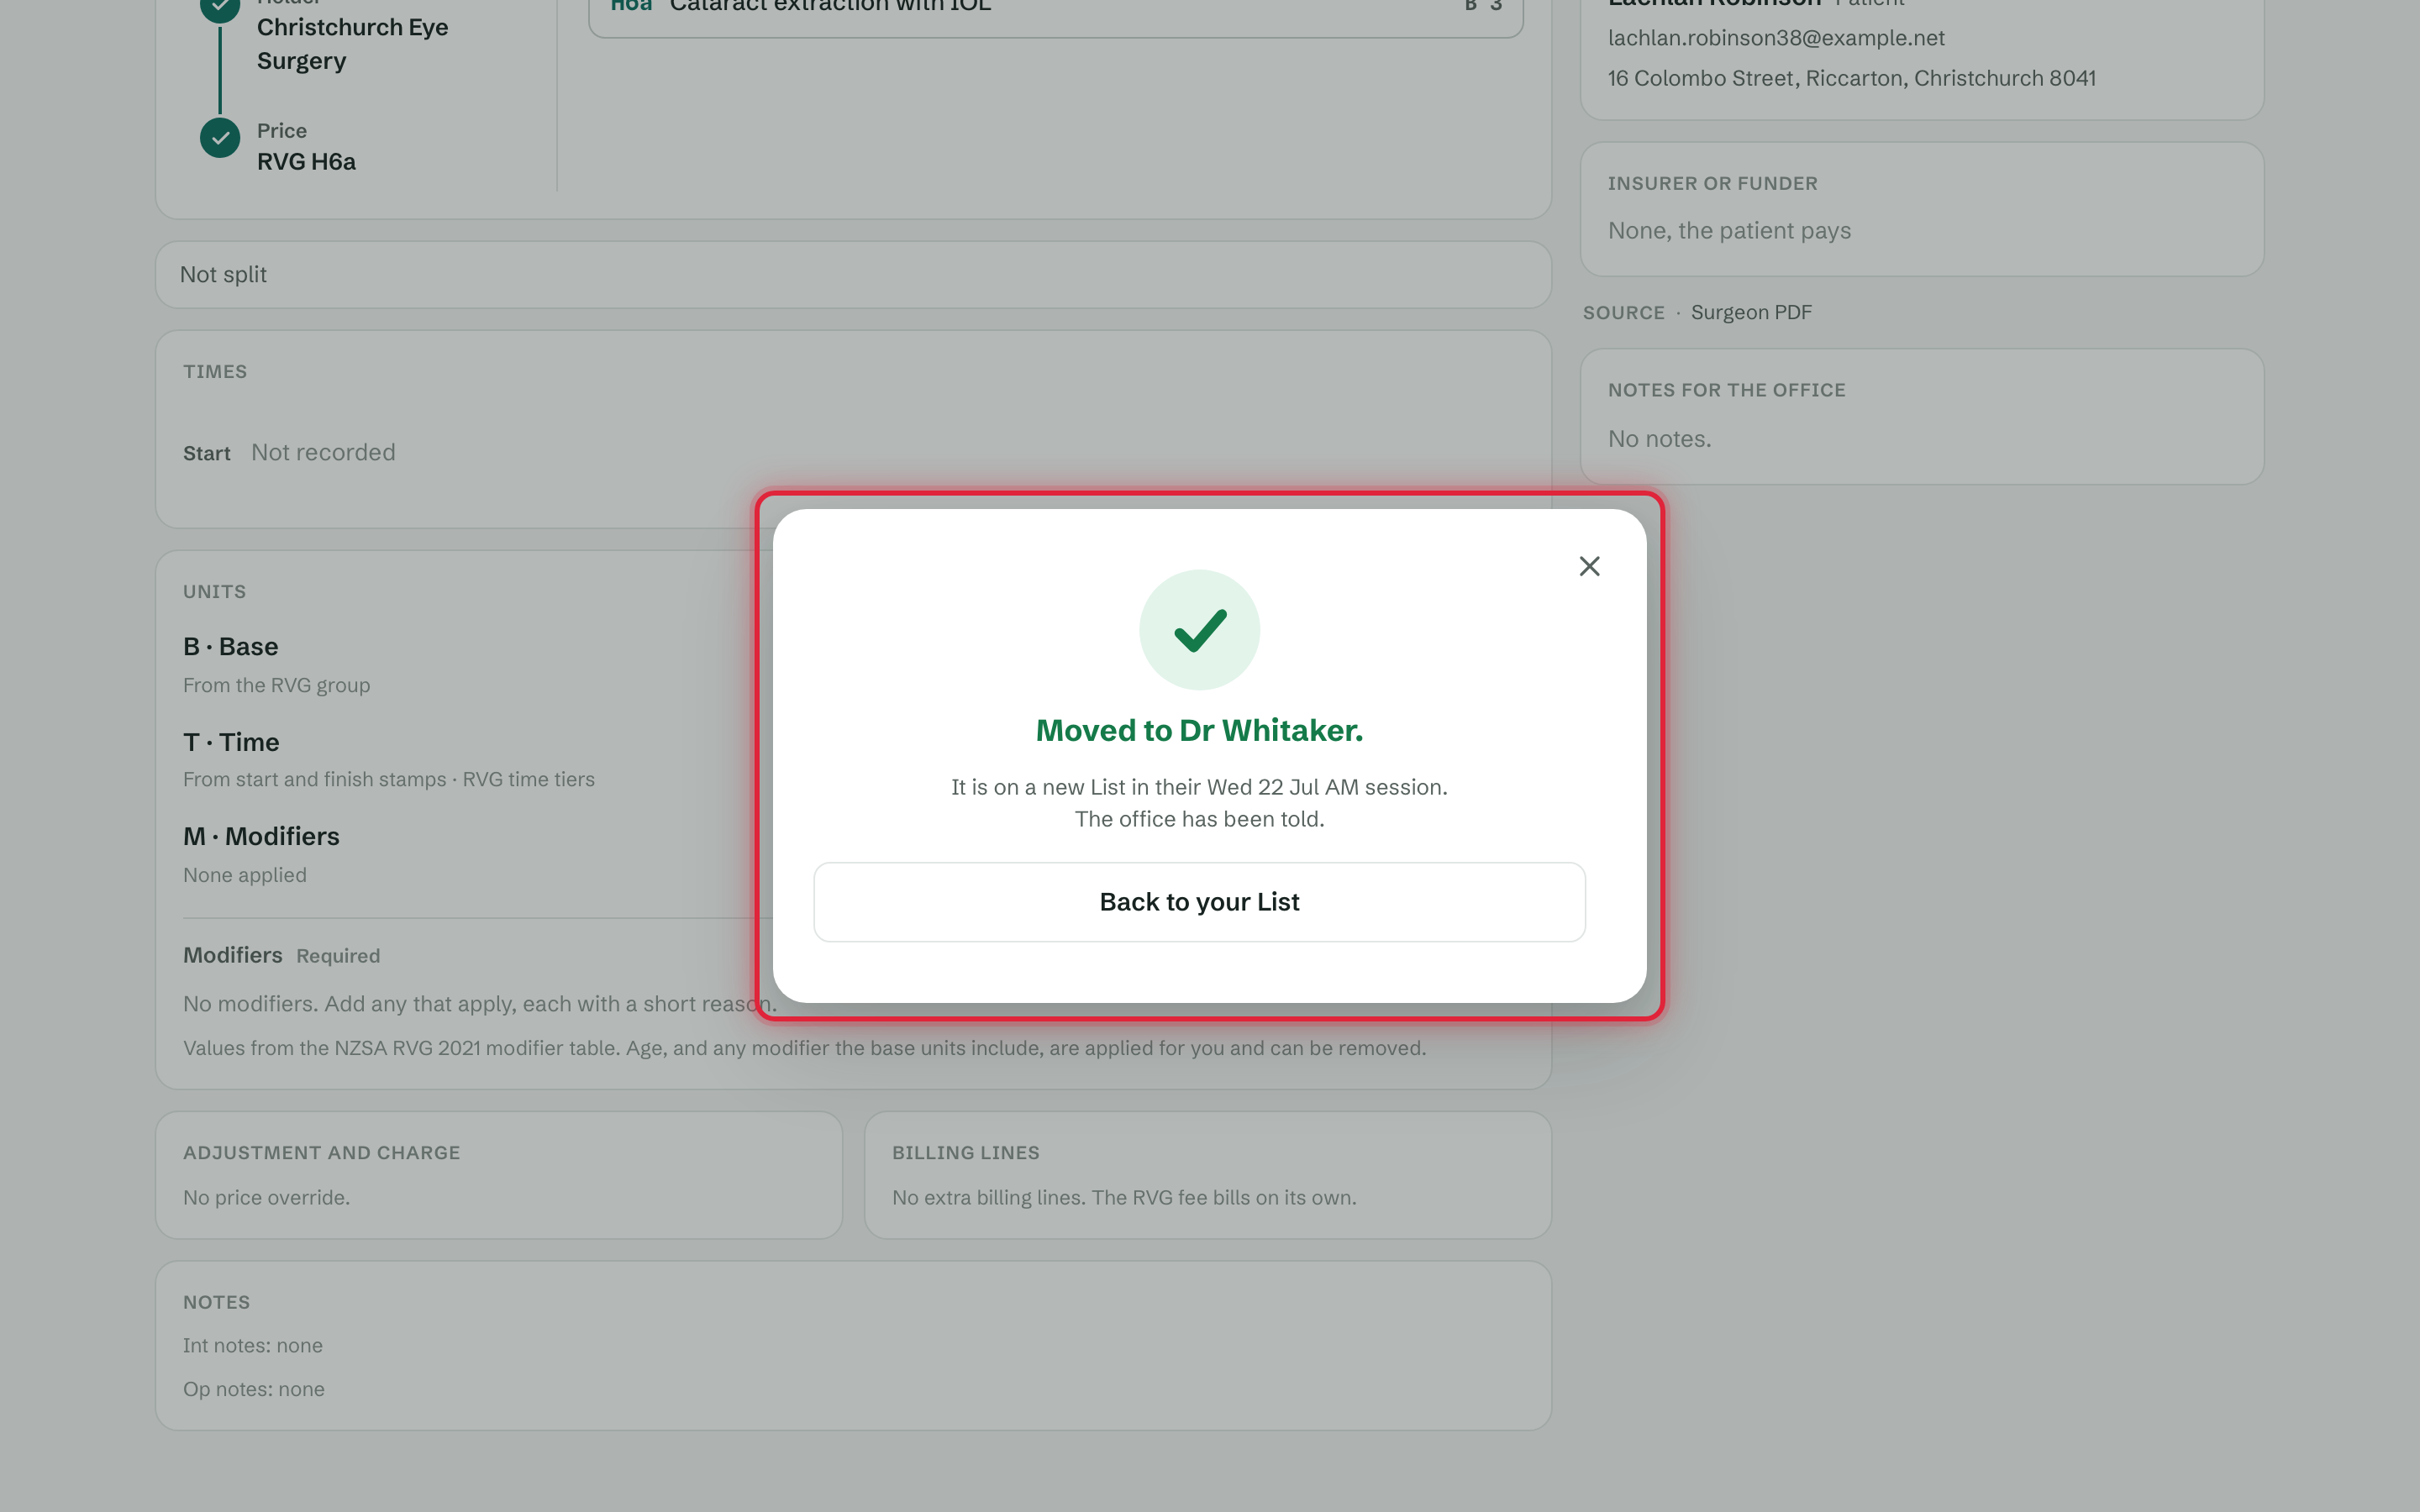 Holder
Christchurch Eye
Surgery
Price
RVG H6a
H6a Cataract extraction with IOL B 3
Not split
TIMES
Start Not recorded
UNITS
B · Base
From the RVG group
T · Time
From start and finish stamps · RVG time tiers
M · Modifiers
None applied
Modifiers Required
No modifiers. Add any that apply, each with a short reason.
Values from the NZSA RVG 2021 modifier table. Age, and any modifier the base units include, are applied for you and can be removed.
ADJUSTMENT AND CHARGE
No price override.
BILLING LINES
No extra billing lines. The RVG fee bills on its own.
NOTES
Int notes: none
Op notes: none
Lachlan Robinson Patient
lachlan.robinson38@example.net
16 Colombo Street, Riccarton, Christchurch 8041
INSURER OR FUNDER
None, the patient pays
SOURCE · Surgeon PDF
NOTES FOR THE OFFICE
No notes.
Moved to Dr Whitaker.
It is on a new List in their Wed 22 Jul AM session.
The office has been told.
Back to your List